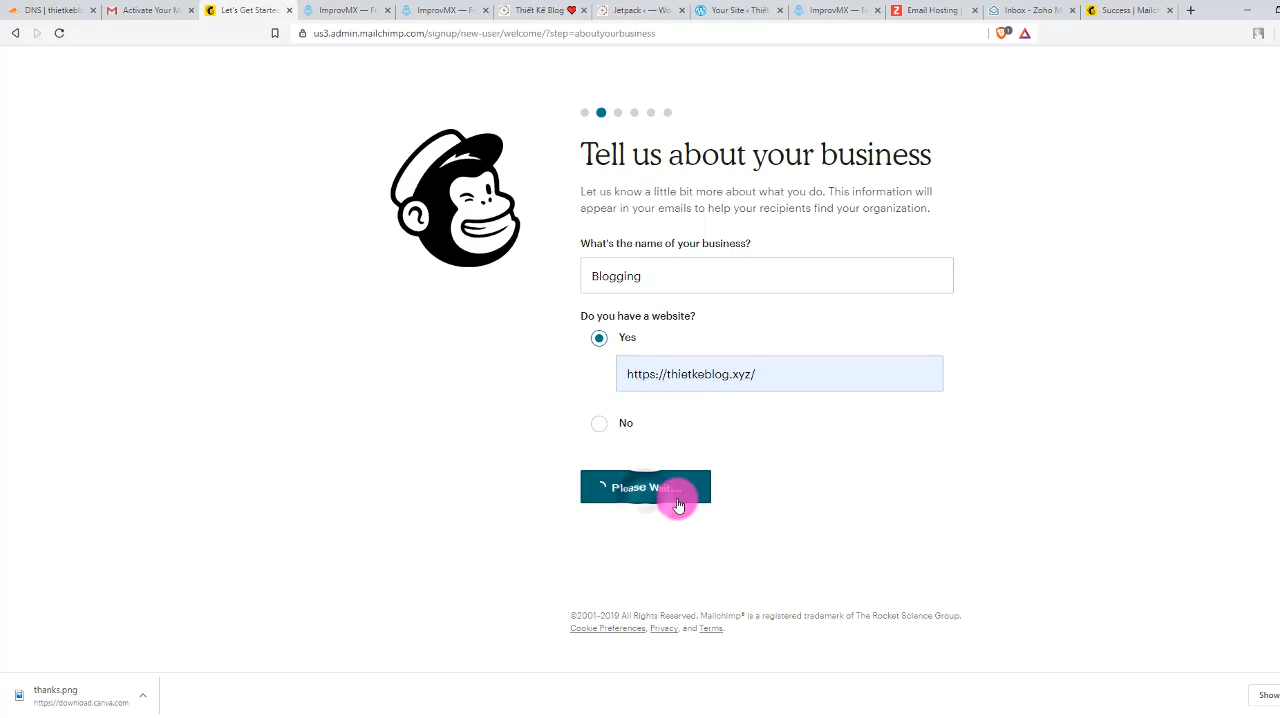 DNS | thietkeblo
Activate Your M
Let's Get Starte
ImprovMX — Fr
ImprovMX — Fr
Thiết Kế Blog ❤
Jetpack ‹ — Wo
Your Site ‹ Thiết
ImprovMX — Fr
Email Hosting |
Inbox - Zoho M
Success | Mailch
us3.admin.mailchimp.com/signup/new-user/welcome/?step=aboutyourbusiness
Tell us about your business
Let us know a little bit more about what you do. This information will
appear in your emails to help your recipients find your organization.
What's the name of your business?
Blogging
Do you have a website?
Yes
https://thietkeblog.xyz/
No
Please Wait...
©2001–2019 All Rights Reserved. Mailchimp® is a registered trademark of The Rocket Science Group.
Cookie Preferences, Privacy, and Terms.
thanks.png
https://download.canva.com
Show